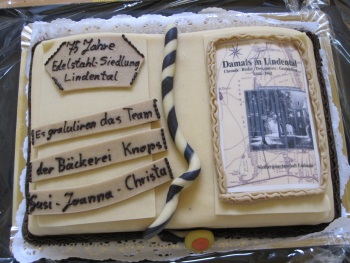 75 Jahre
Edelstahl-Siedlung
Lindental
Es gratulieren das Team
der Bäckerei Knops
Susi-Joanna-Christa
Damals in Lindental